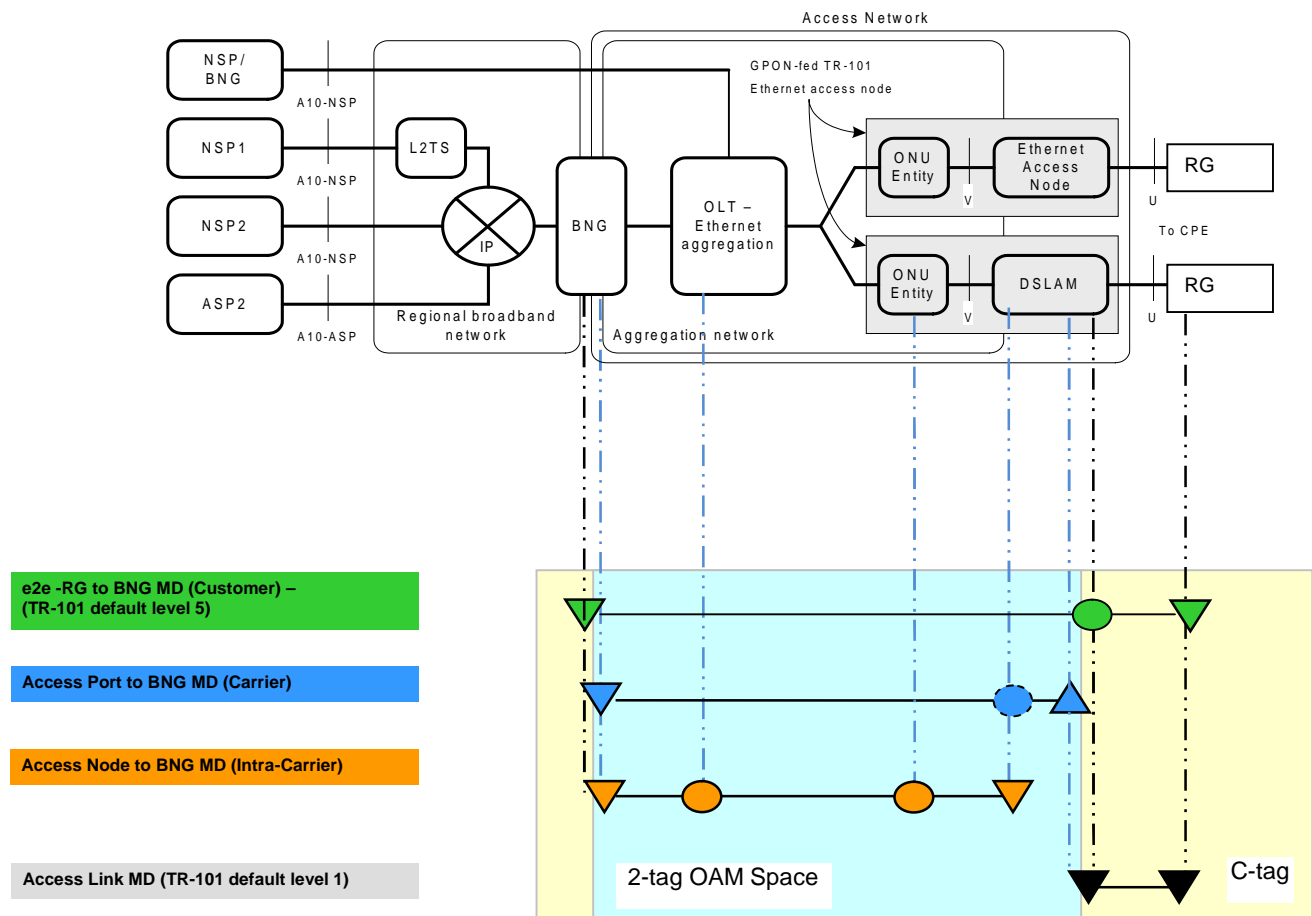 Access Network
NSP/
BNG
A10-NSP
GPON-fed TR-101
Ethernet access node
NSP1
A10-NSP
L2TS
NSP2
A10-NSP
IP
ASP2
A10-ASP
Regional broadband
network
BNG
OLT –
Ethernet
aggregation
Aggregation network
ONU
Entity
V
Ethernet
Access
Node
U
RG
To CPE
ONU
Entity
V
DSLAM
U
RG
e2e -RG to BNG MD (Customer) –
(TR-101 default level 5)
Access Port to BNG MD (Carrier)
Access Node to BNG MD (Intra-Carrier)
Access Link MD (TR-101 default level 1)
2-tag OAM Space
C-tag